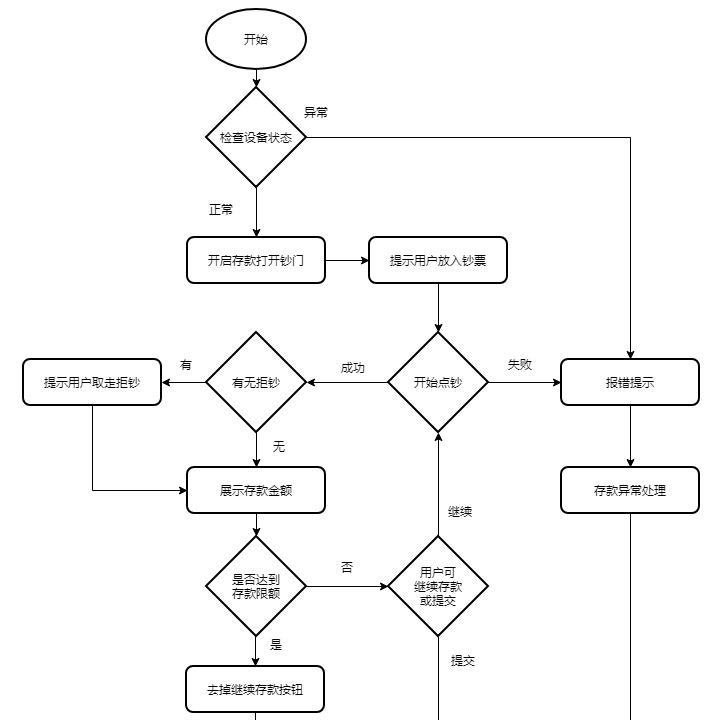 开始
异常
检查设备状态
正常
开启存款打开钞门
提示用户放入钞票
有
成功
失败
提示用户取走拒钞
有无拒钞
开始点钞
报错提示
无
展示存款金额
存款异常处理
继续
否
是否达到
存款限额
用户可
继续存款
或提交
是
提交
去掉继续存款按钮